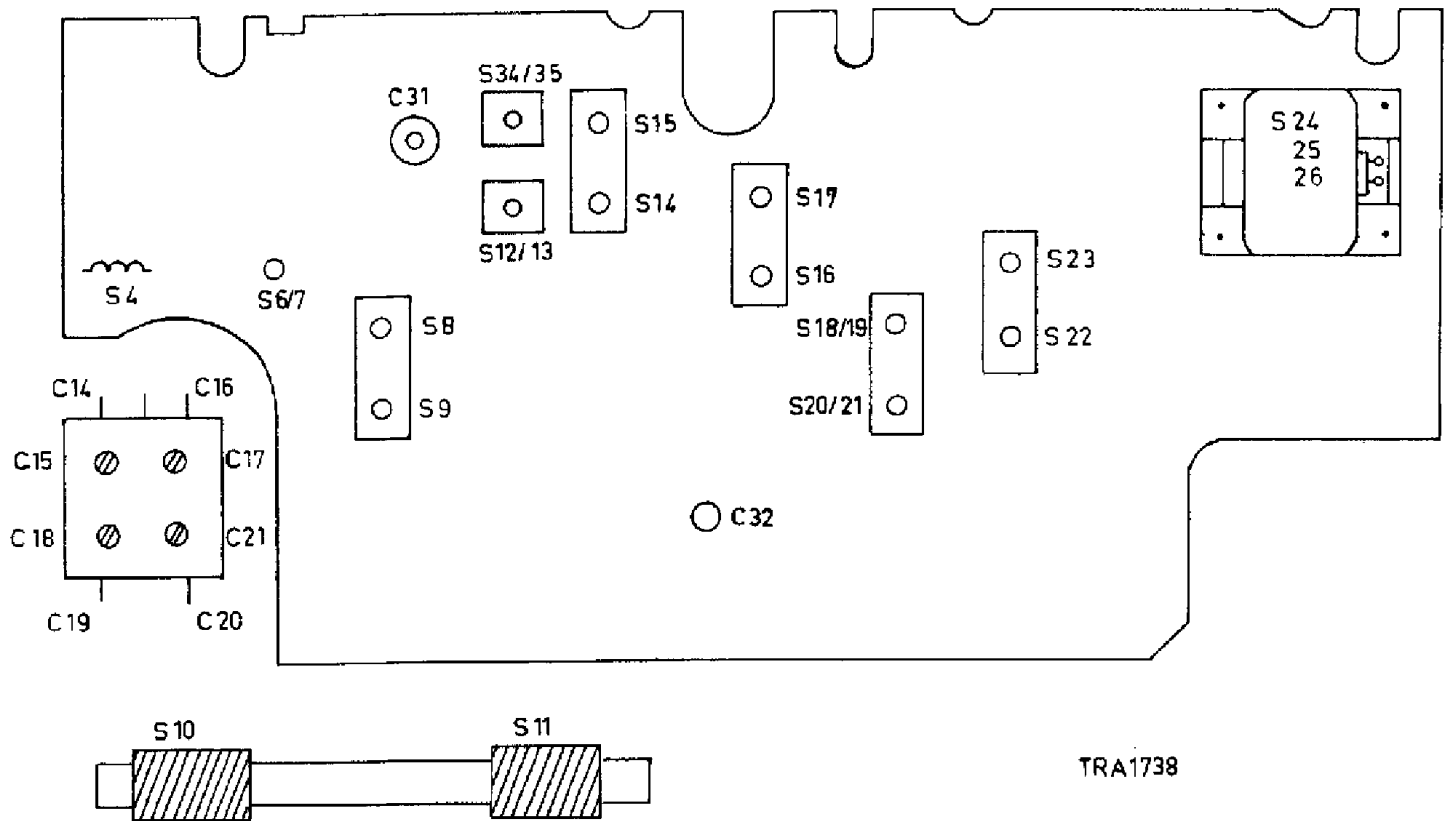 S34/35
C31
S15
S14
S12/13
S24
25
26
S17
S16
S23
S22
S4
S6/7
S8
S9
S18/19
S20/21
C14
C16
C15
C17
C18
C21
C19
C20
C32
S10
S11
TRA1738